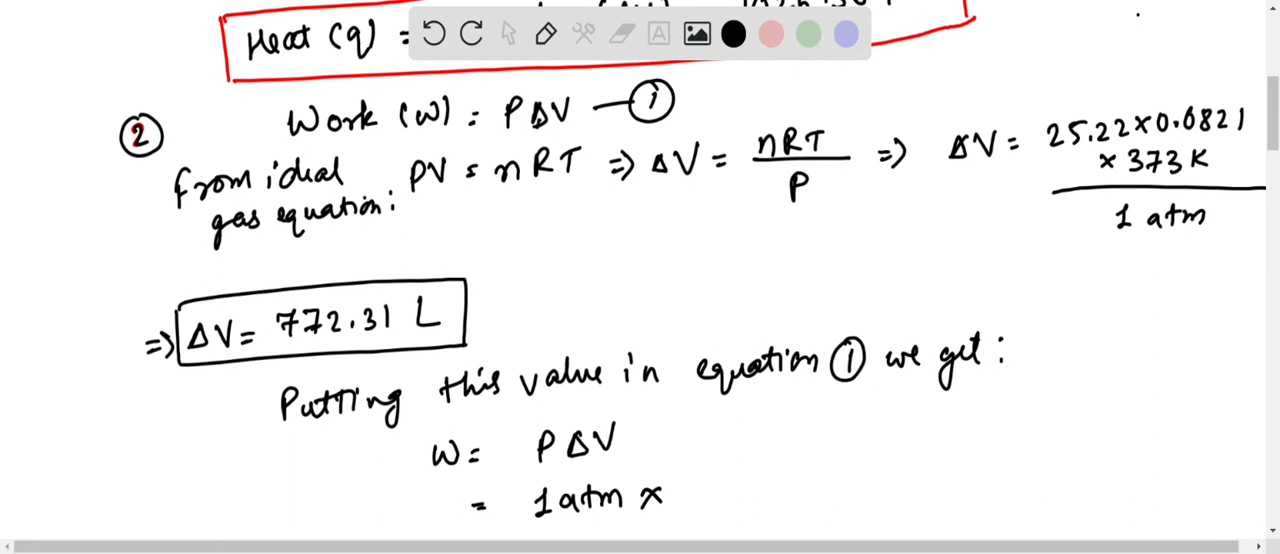 Heat (q) =
② Work (W) = PΔV — ①
from ideal gas equation: PV = nRT => ΔV = nRT / P => ΔV = 25.22 × 0.0821 × 373 K / 1 atm
=> ΔV = 772.31 L
Putting this value in equation ① we get:
W = PΔV
= 1 atm ×